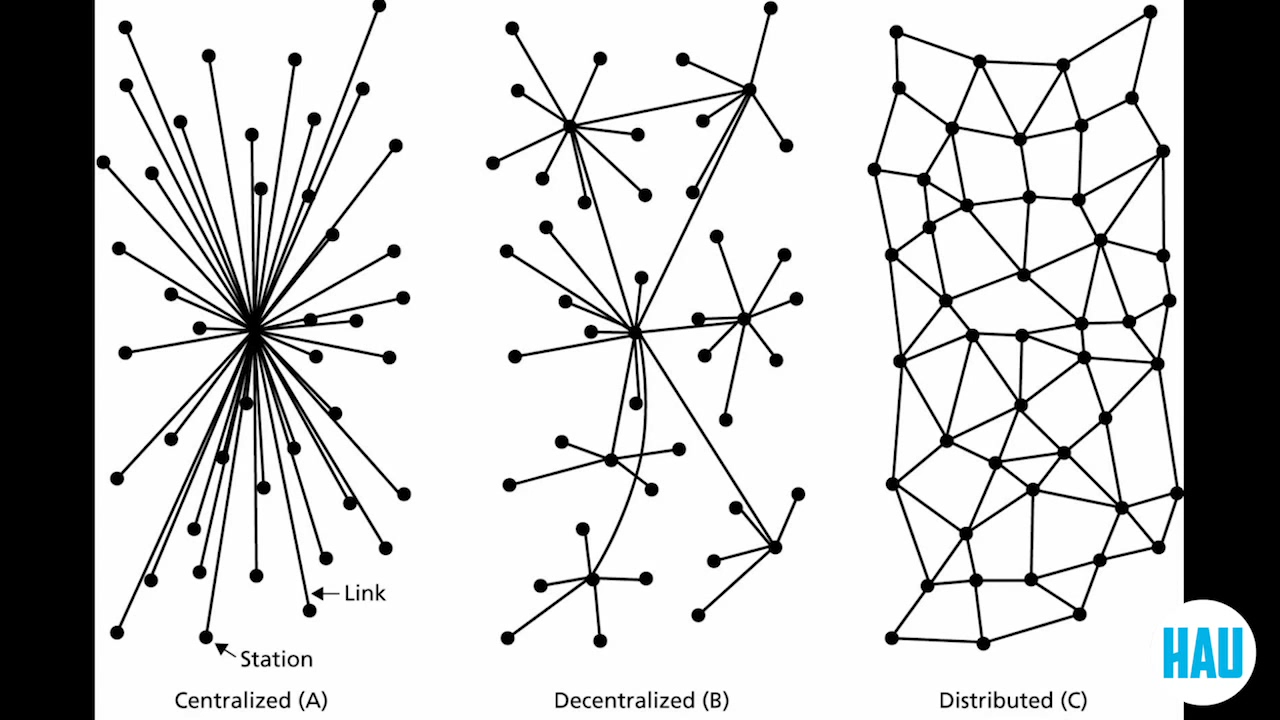 Link
Station
Centralized (A)
Decentralized (B)
Distributed (C)
HAU